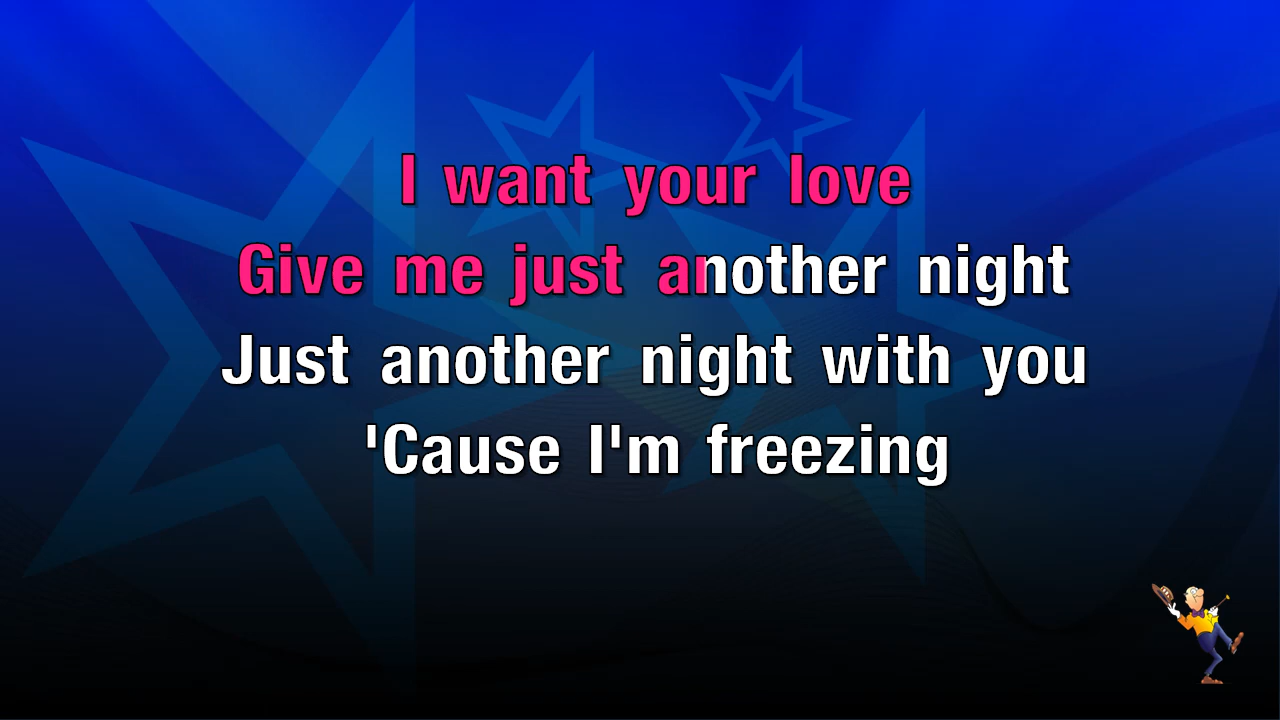 I want your love
Give me just another night
Just another night with you
'Cause I'm freezing